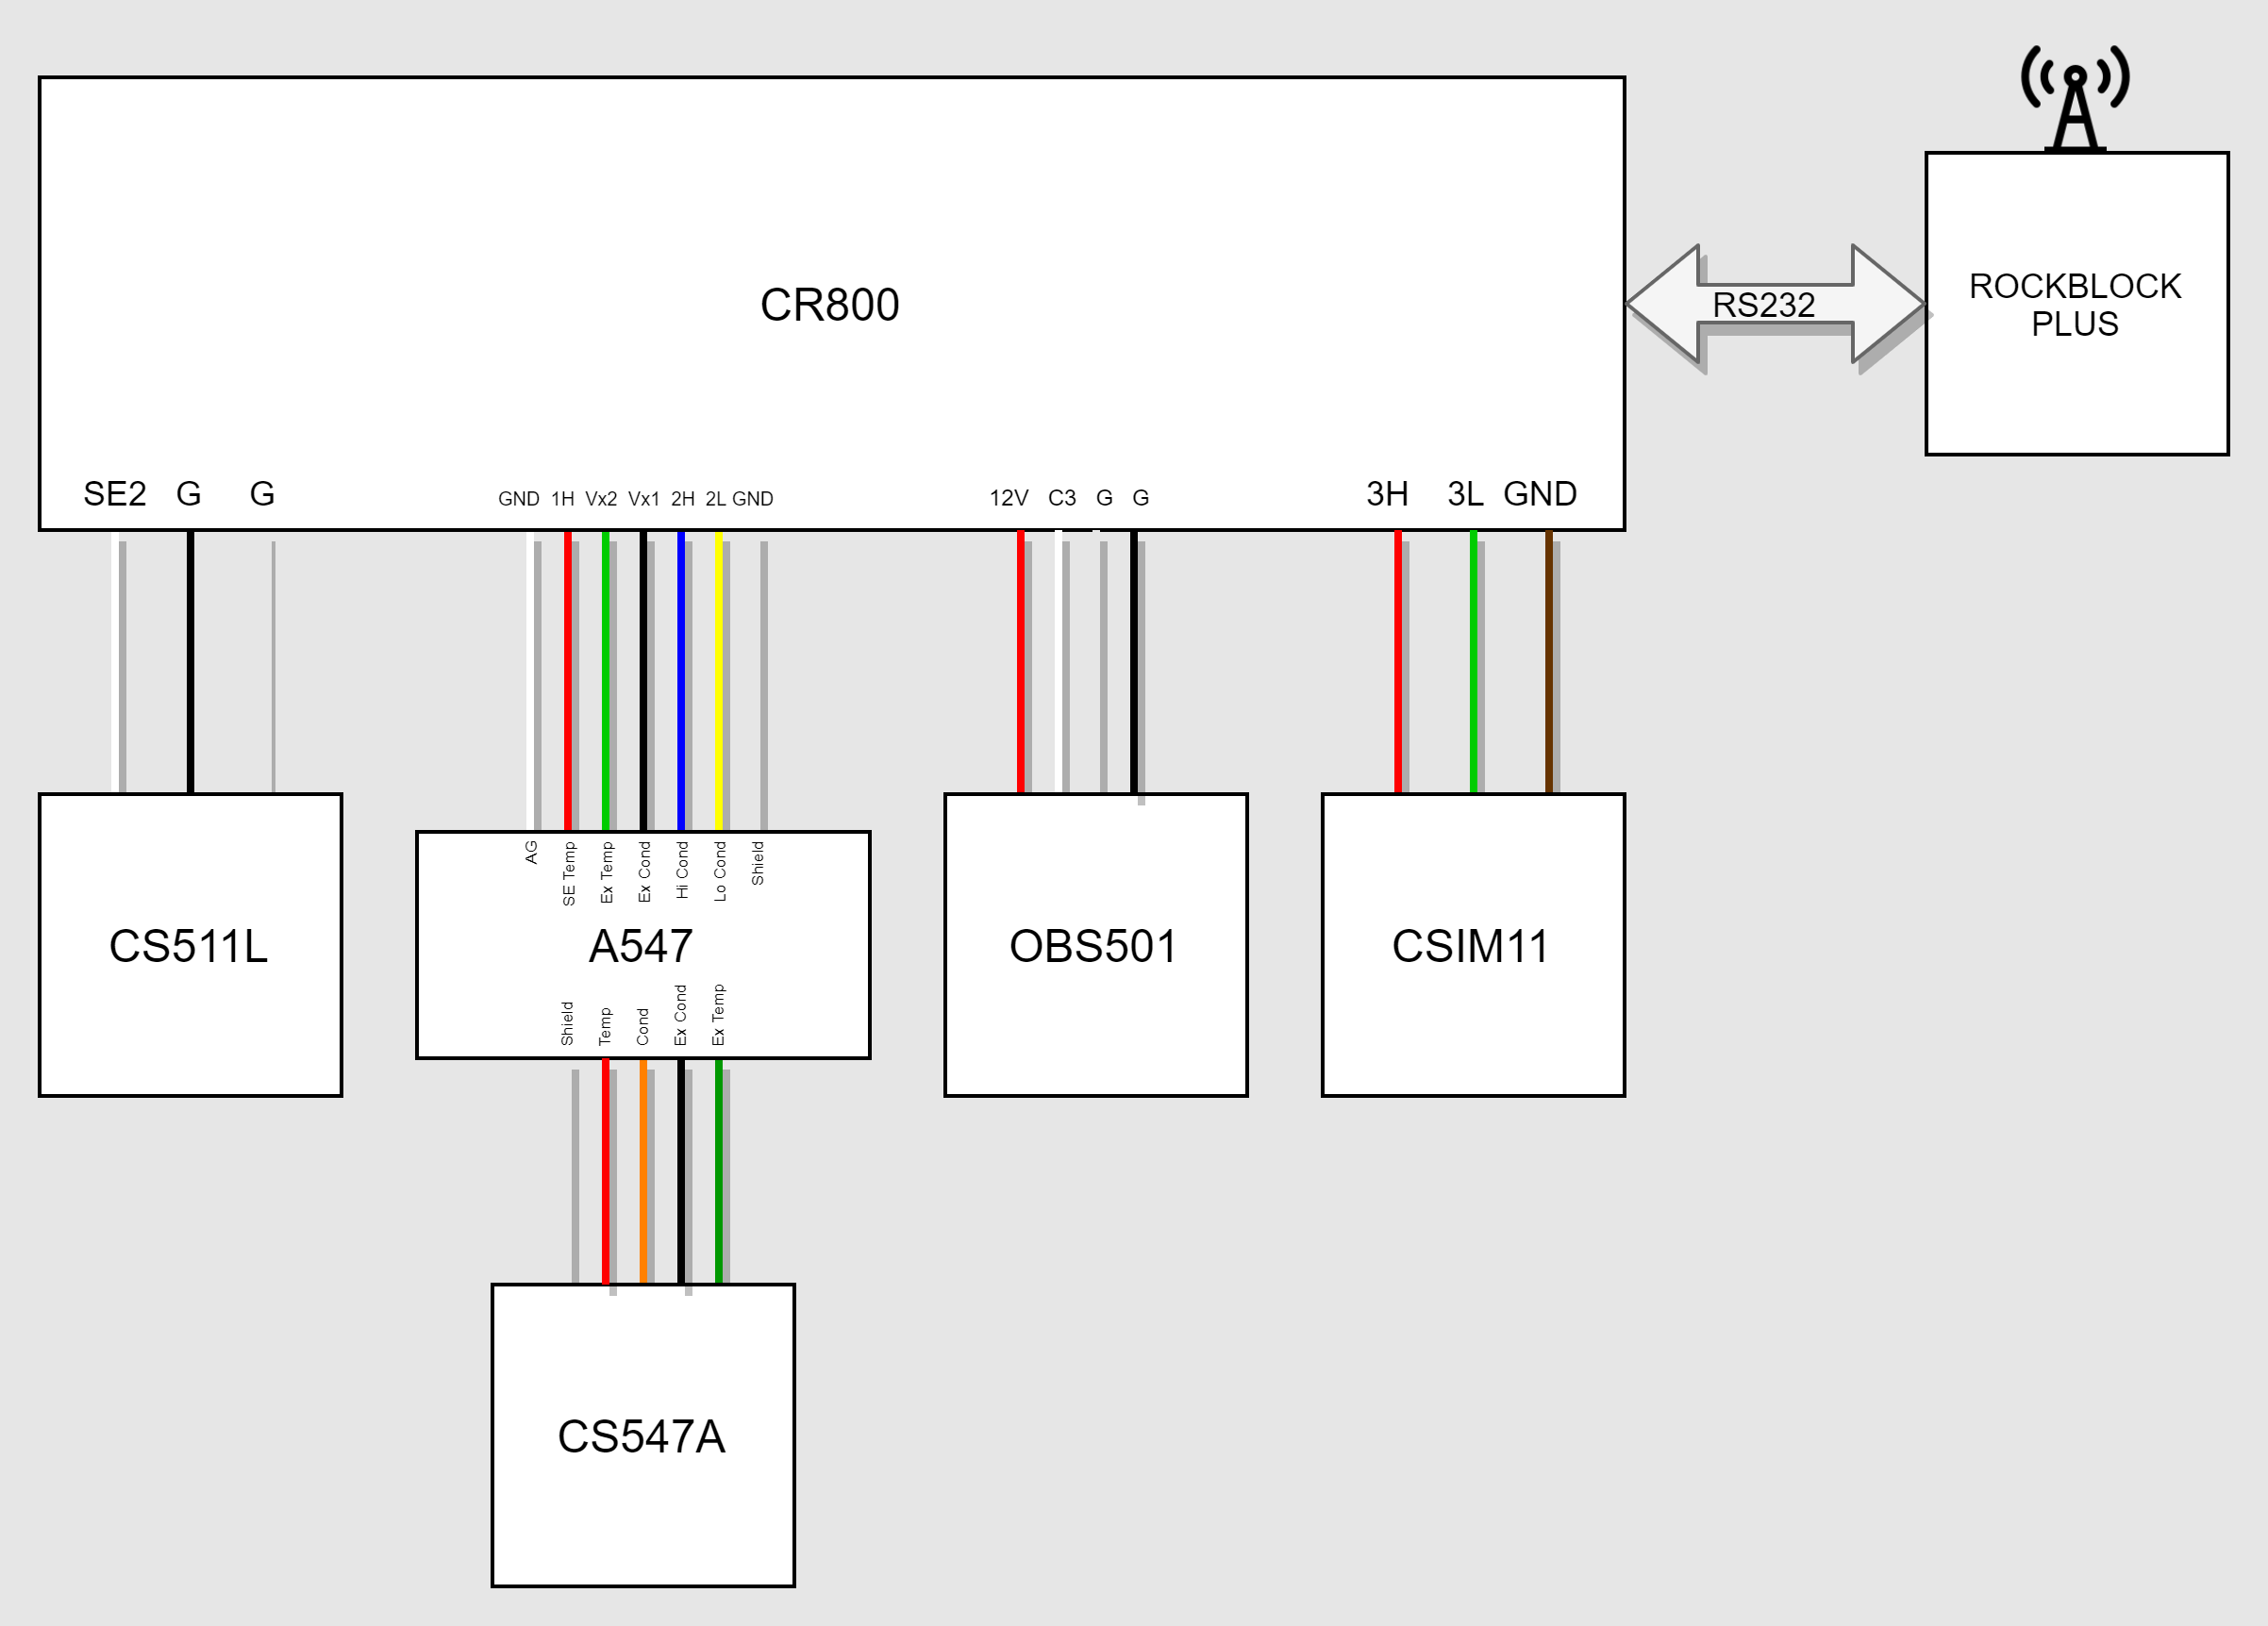 CR800
RS232
ROCKBLOCK
PLUS
SE2 G G
GND 1H Vx2 Vx1 2H 2L GND
12V C3 G G
3H 3L GND
AG
SE Temp
Ex Temp
Ex Cond
Hi Cond
Lo Cond
Shield
CS511L
A547
OBS501
CSIM11
Shield
Temp
Cond
Ex Cond
Ex Temp
CS547A